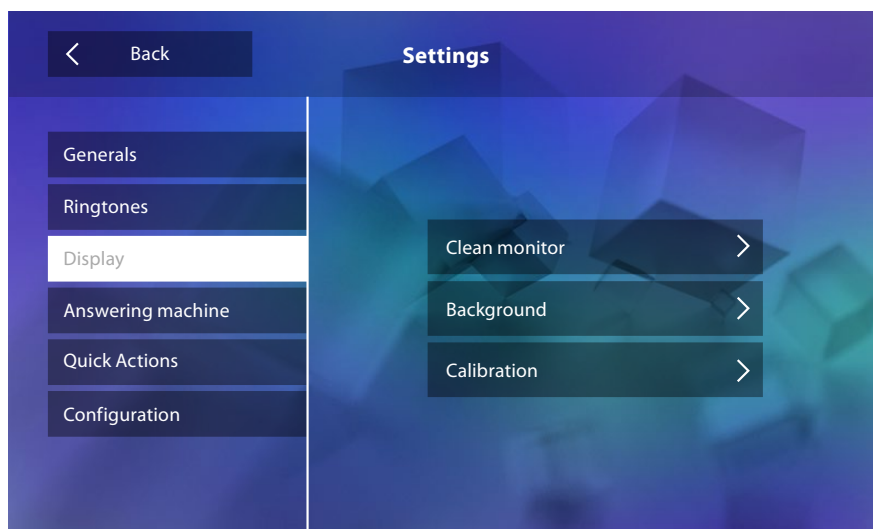 Back
Settings
Generals
Ringtones
Display
Answering machine
Quick Actions
Configuration
Clean monitor
Background
Calibration